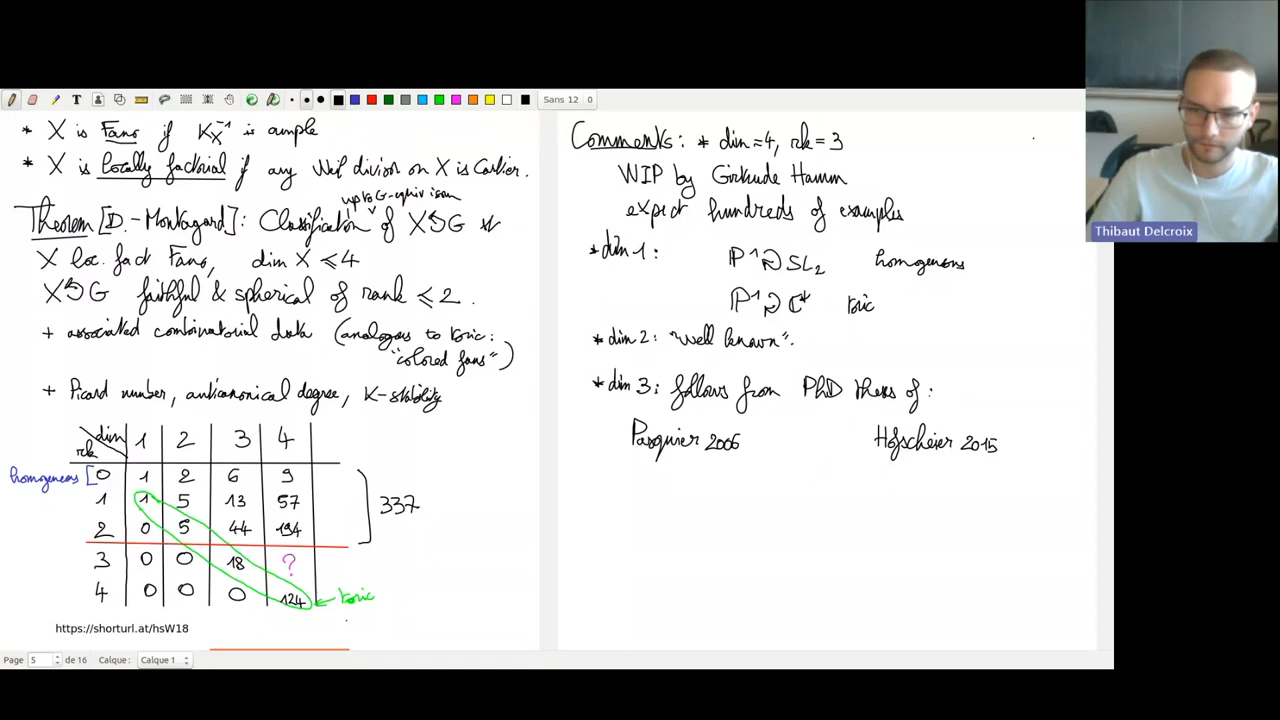 Sans 12 0
* X is Fano if K_X^{-1} is ample
* X is locally factorial if any Weil divisor on X is Cartier.
up to G-equiv isom
Theorem [D.-Montagard]: Classification of X↶G st
X loc. fact Fano, dim X ≤ 4
X↶G faithful & spherical of rank ≤ 2.
+ associated combinatorial data (analogous to toric:
"colored fans")
+ Picard number, anticanonical degree, K-stability
dim 1 2 3 4
rk
homogeneous [ 0 1 2 6 9
1 1 5 13 57
2 0 5 44 194
337
3 0 0 18 ?
4 0 0 0 124 ← toric
https://shorturl.at/hsW18
Comments: * dim=4, rk=3
WIP by Girtrude Hamm
expect hundreds of examples
* dim 1: P¹ ↶ SL₂ homogeneous
P¹ ↶ C* toric
* dim 2: "well known".
* dim 3: follows from PhD thesis of:
Pasquier 2006 Hofscheier 2015
Page 5 de 16 Calque : Calque 1
Thibaut Delcroix